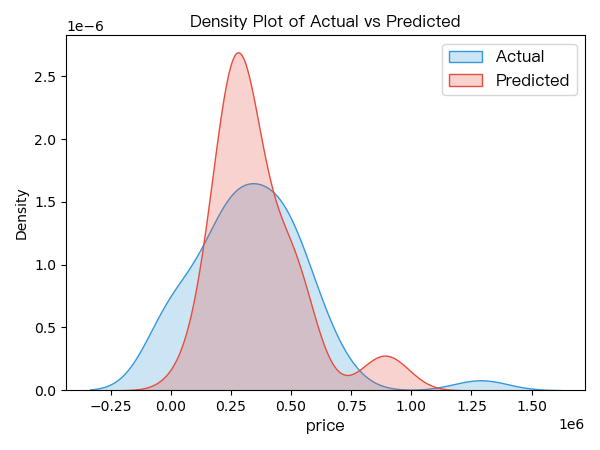 Density Plot of Actual vs Predicted
1e−6
Actual
Predicted
2.5
2.0
1.5
1.0
0.5
0.0
Density
−0.25 0.00 0.25 0.50 0.75 1.00 1.25 1.50
1e6
price